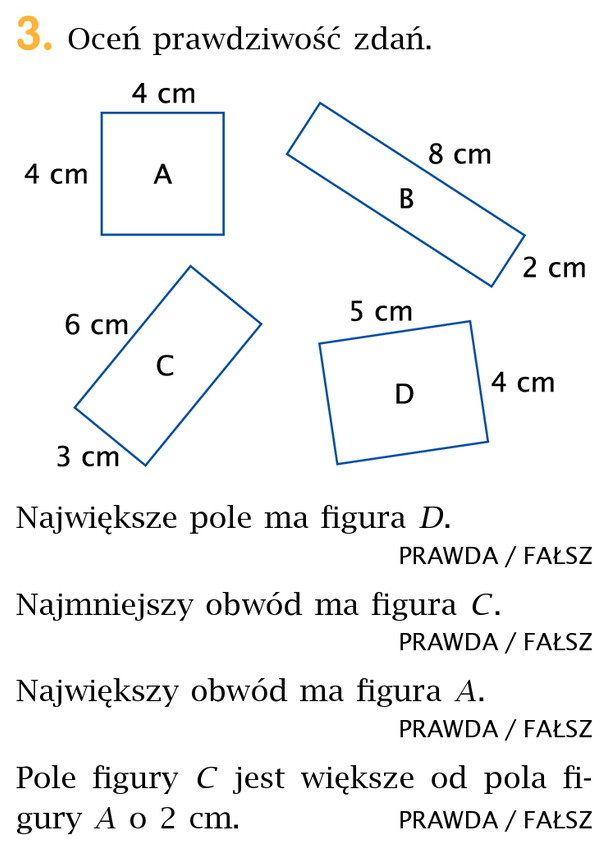 3. Oceń prawdziwość zdań.
4 cm
4 cm
A
8 cm
B
2 cm
6 cm
C
3 cm
5 cm
D
4 cm
Największe pole ma figura D.
PRAWDA / FAŁSZ
Najmniejszy obwód ma figura C.
PRAWDA / FAŁSZ
Największy obwód ma figura A.
PRAWDA / FAŁSZ
Pole figury C jest większe od pola fi-
gury A o 2 cm. PRAWDA / FAŁSZ